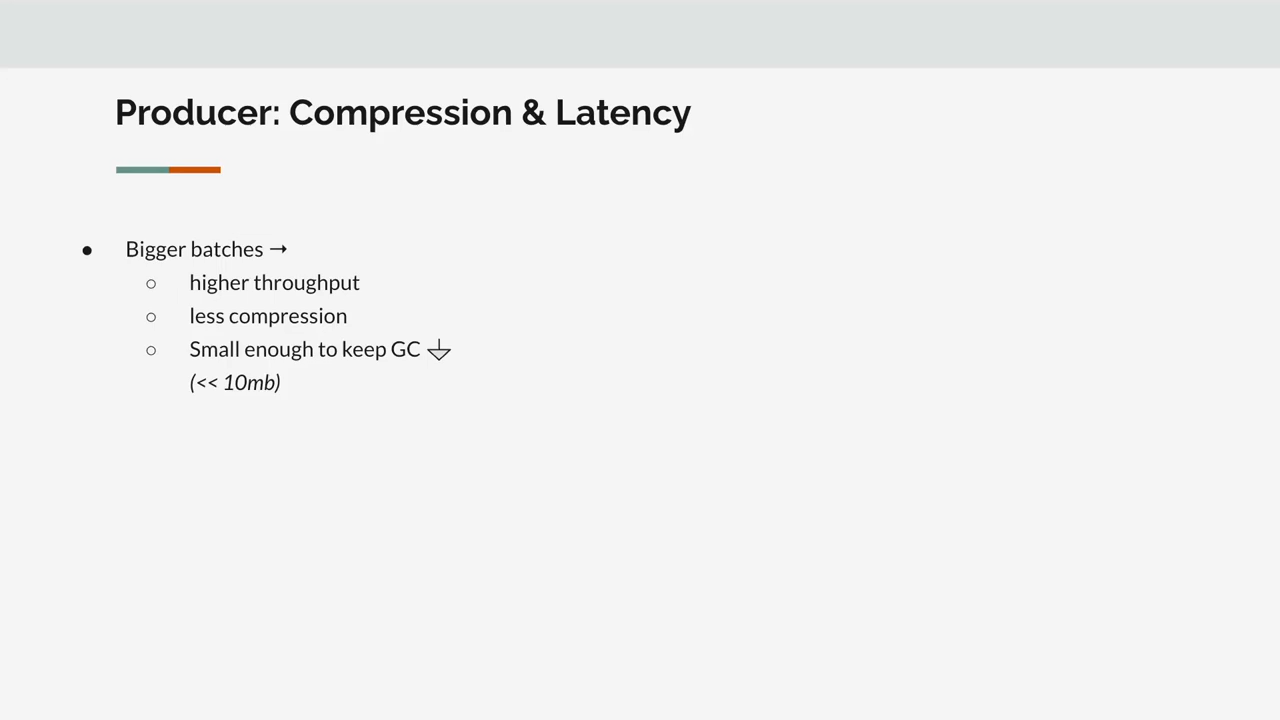 Producer: Compression & Latency
● Bigger batches ➝
○ higher throughput
○ less compression
○ Small enough to keep GC ⏚
(<< 10mb)